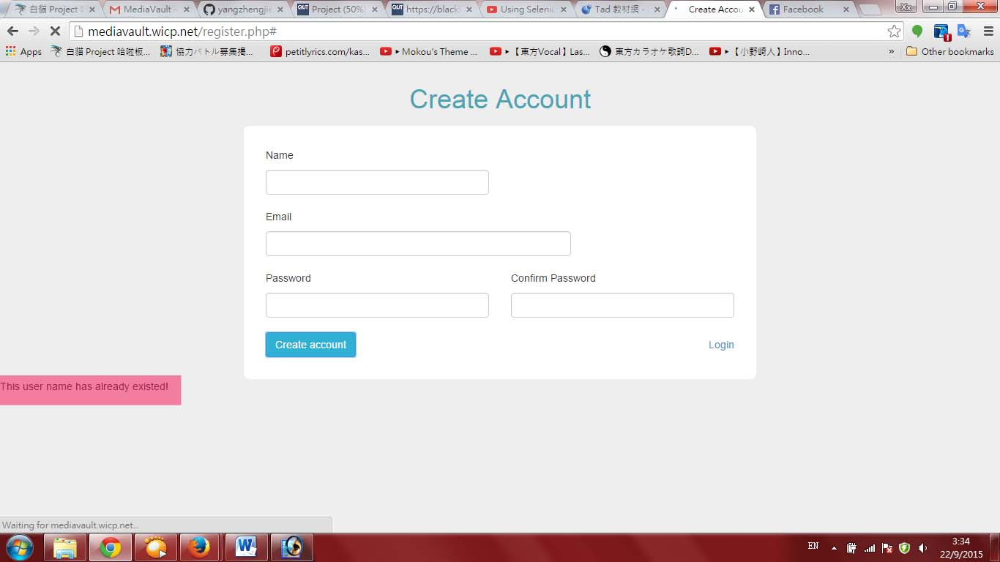 白貓 Project
MediaVault -
yangzhengjie
QUT Project (50%)
QUT https://black
Using Seleniu
Tad 教材網 -
Create Accou
Facebook
mediavault.wicp.net/register.php#
Apps
白貓 Project 哈啦板...
協力バトル募集掲...
petitlyrics.com/kas...
▶ Mokou's Theme ...
▶【東方Vocal】Las...
東方カラオケ歌詞D...
▶【小野崎人】Inno...
»
Other bookmarks
Create Account
Name
Email
Password
Confirm Password
Create account
Login
This user name has already existed!
Waiting for mediavault.wicp.net...
EN
3:34
22/9/2015